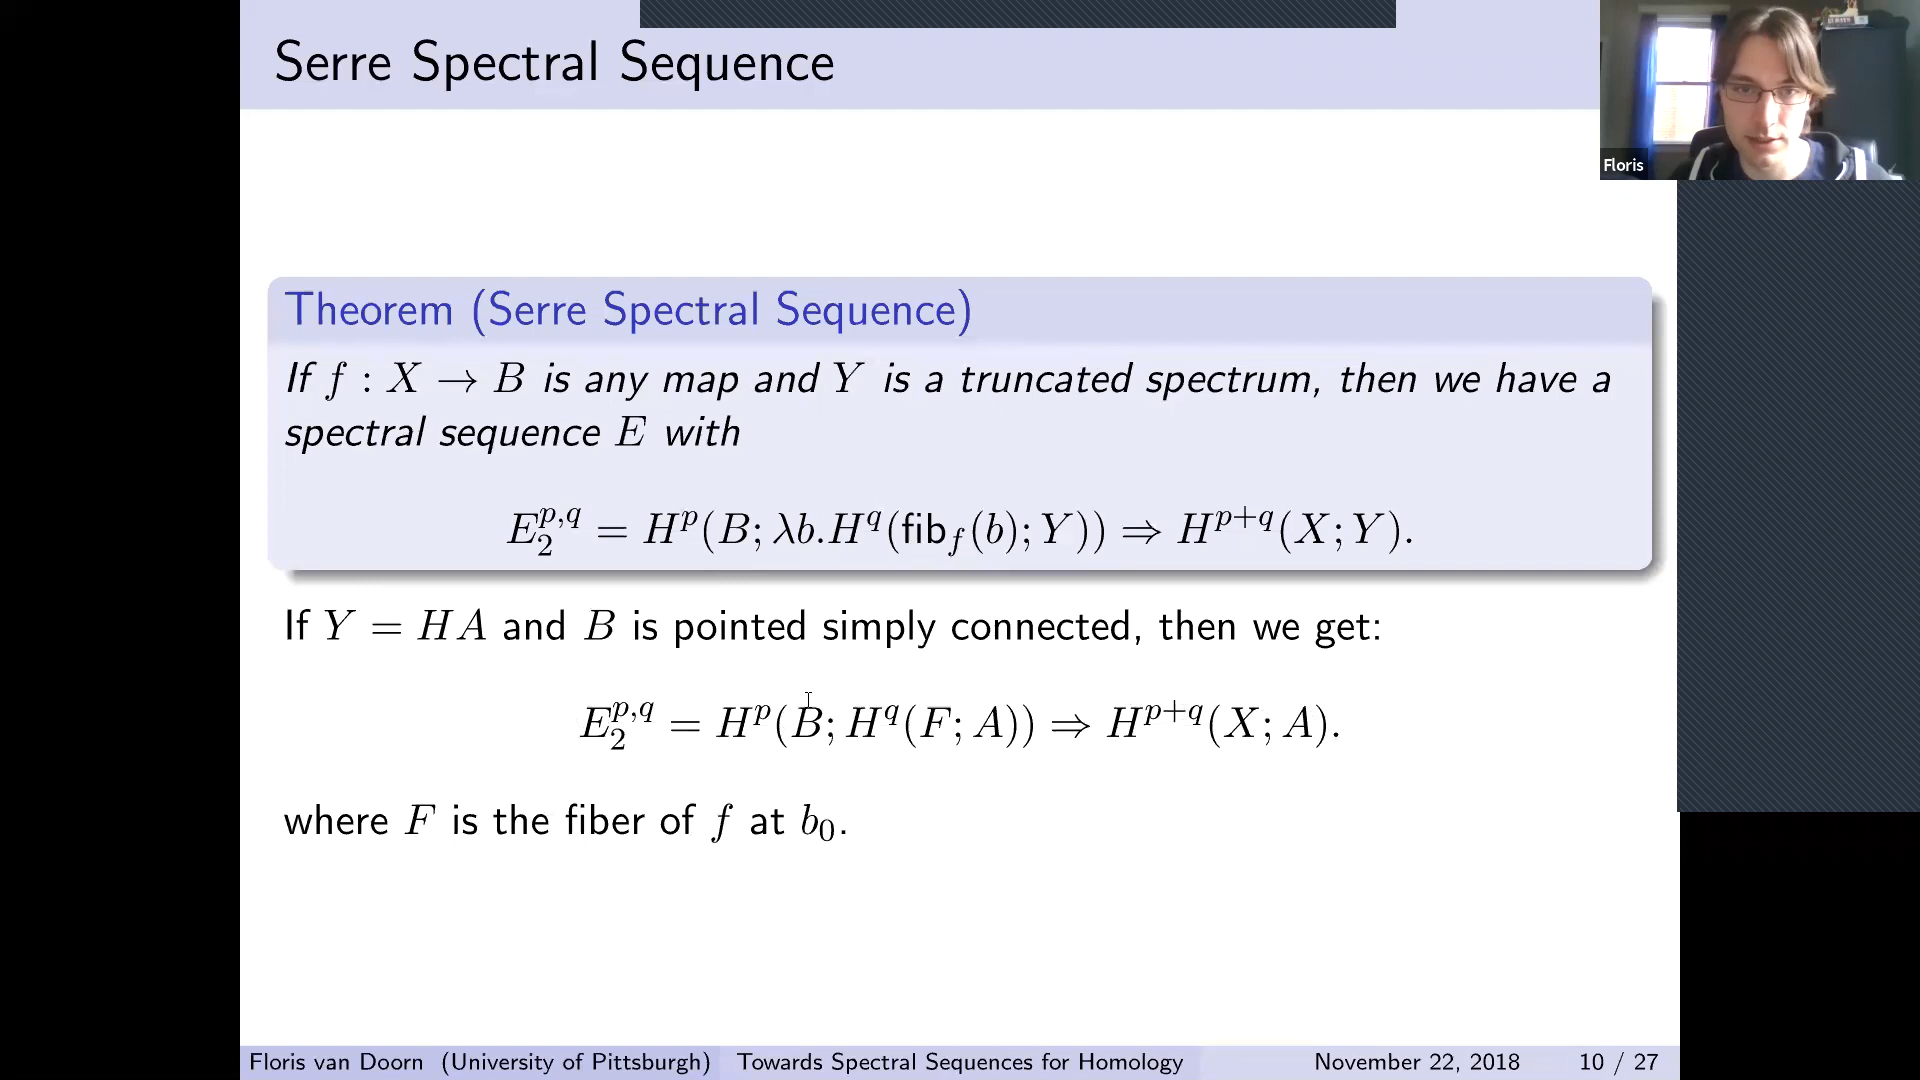 Serre Spectral Sequence
Floris
Theorem (Serre Spectral Sequence)
If f : X → B is any map and Y is a truncated spectrum, then we have a
spectral sequence E with
E_2^{p,q} = H^p(B; λb.H^q(fib_f(b); Y)) ⇒ H^{p+q}(X; Y).
If Y = HA and B is pointed simply connected, then we get:
E_2^{p,q} = H^p(B; H^q(F; A)) ⇒ H^{p+q}(X; A).
where F is the fiber of f at b_0.
Floris van Doorn (University of Pittsburgh) Towards Spectral Sequences for Homology November 22, 2018 10 / 27